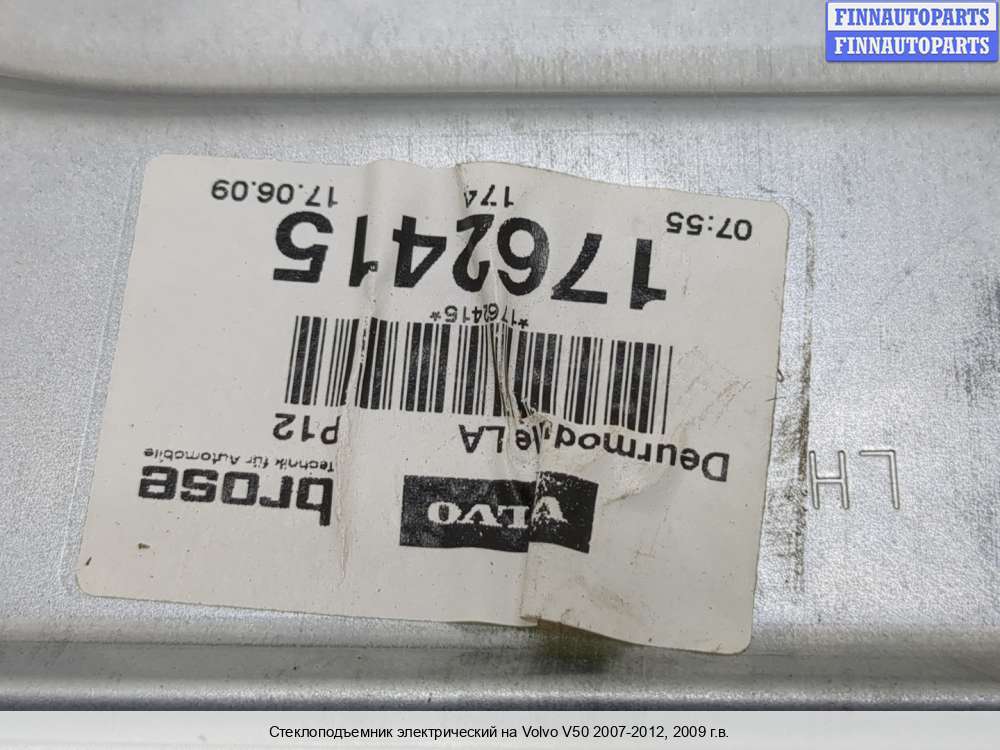 FINNAUTOPARTS
FINNAUTOPARTS
VOLVO
brose
Technik für Automobile
Deurmodule LA P12
*1762415*
1762415
07:55 174 17.06.09
LH
Стеклоподъемник электрический на Volvo V50 2007-2012, 2009 г.в.